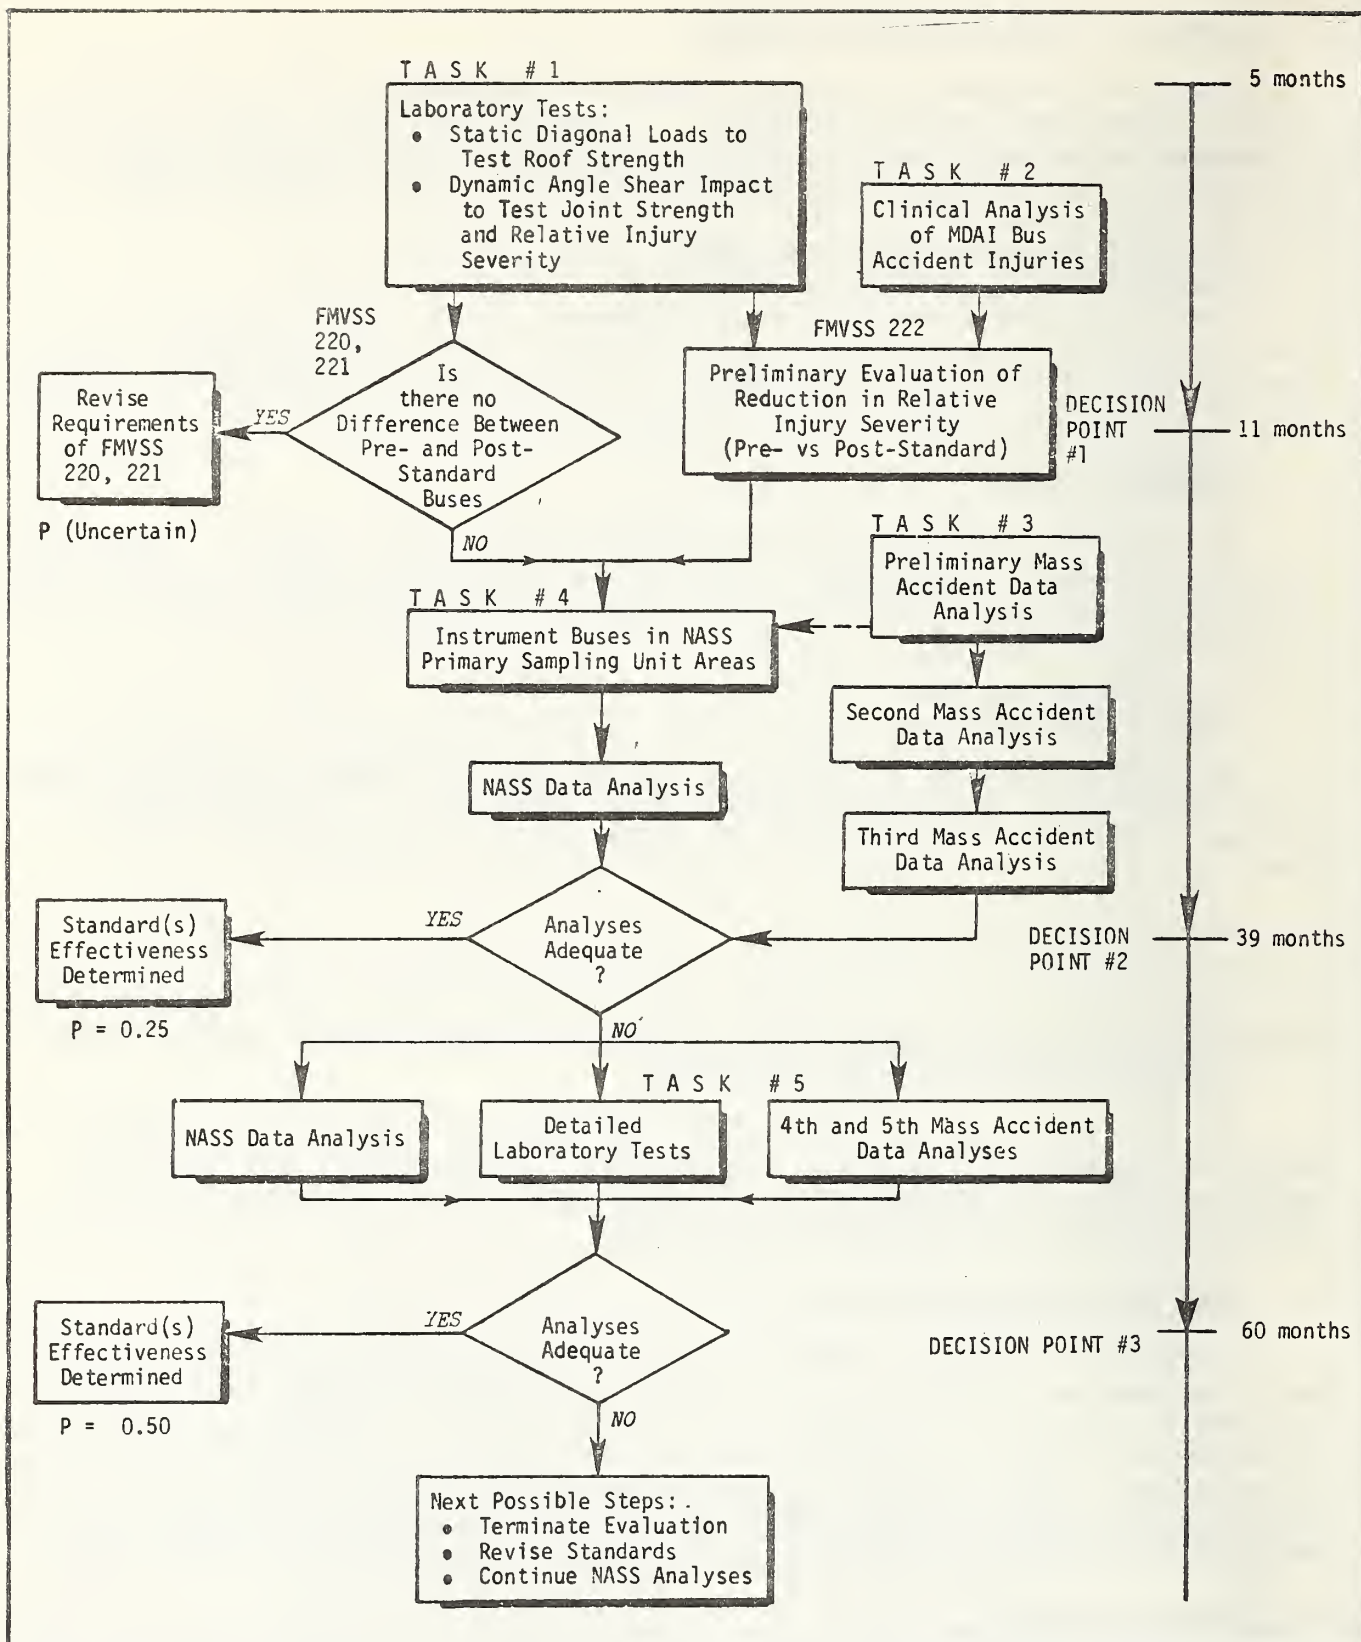 T A S K # 1
Laboratory Tests:
• Static Diagonal Loads to
Test Roof Strength
• Dynamic Angle Shear Impact
to Test Joint Strength
and Relative Injury
Severity
5 months
T A S K # 2
Clinical Analysis
of MDAI Bus
Accident Injuries
FMVSS
220,
221
FMVSS 222
Is
there no
Difference Between
Pre- and Post-
Standard
Buses
YES
Revise
Requirements
of FMVSS
220, 221
P (Uncertain)
Preliminary Evaluation of
Reduction in Relative
Injury Severity
(Pre- vs Post-Standard)
DECISION
POINT
#1
11 months
NO
T A S K # 3
Preliminary Mass
Accident Data
Analysis
T A S K # 4
Instrument Buses in NASS
Primary Sampling Unit Areas
Second Mass Accident
Data Analysis
NASS Data Analysis
Third Mass Accident
Data Analysis
Analyses
Adequate
?
YES
Standard(s)
Effectiveness
Determined
P = 0.25
DECISION
POINT #2
39 months
NO
T A S K # 5
NASS Data Analysis
Detailed
Laboratory Tests
4th and 5th Mass Accident
Data Analyses
Analyses
Adequate
?
YES
Standard(s)
Effectiveness
Determined
P = 0.50
DECISION POINT #3
60 months
NO
Next Possible Steps:.
• Terminate Evaluation
• Revise Standards
• Continue NASS Analyses